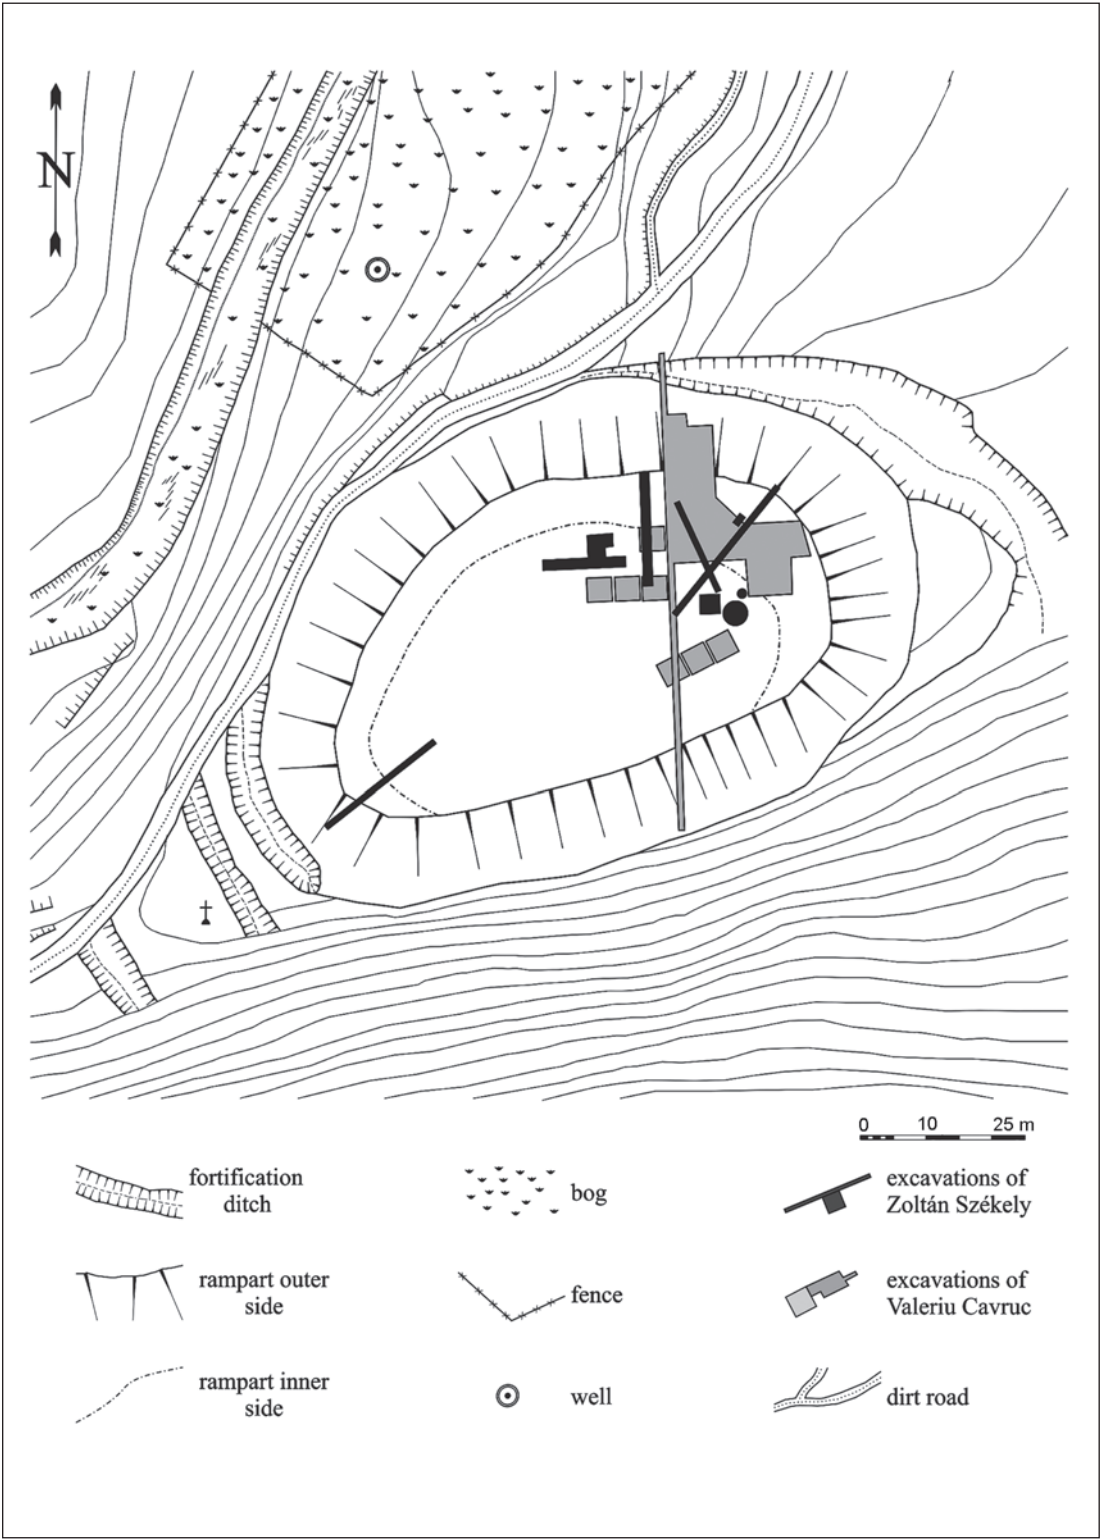 N
0 10 25 m
fortification
ditch
bog
excavations of
Zoltán Székely
rampart outer
side
fence
excavations of
Valeriu Cavruc
rampart inner
side
well
dirt road